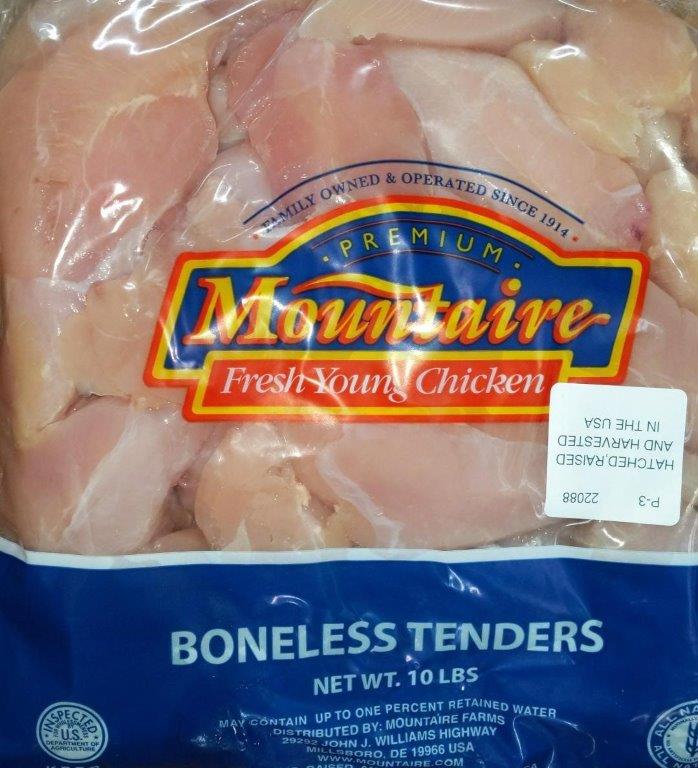 FAMILY OWNED & OPERATED SINCE 1914
PREMIUM
Mountaire
Fresh Young Chicken
P-3 22088
HATCHED, RAISED
AND HARVESTED
IN THE USA
BONELESS TENDERS
NET WT. 10 LBS
MAY CONTAIN UP TO ONE PERCENT RETAINED WATER
DISTRIBUTED BY: MOUNTAIRE FARMS
29292 JOHN J. WILLIAMS HIGHWAY
MILLSBORO, DE 19966 USA
WWW.MOUNTAIRE.COM
INSPECTED
U.S.
DEPARTMENT OF
AGRICULTURE